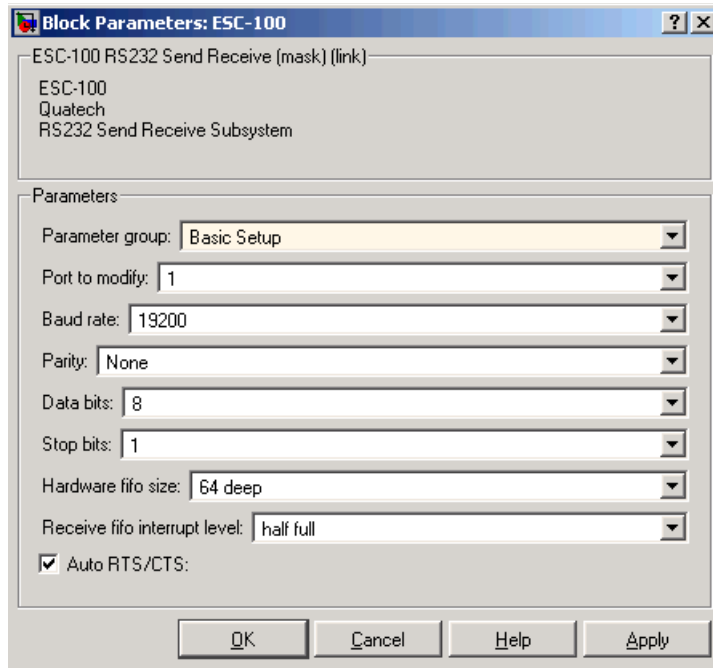 Block Parameters: ESC-100
ESC-100 RS232 Send Receive (mask) (link)
ESC-100
Quatech
RS232 Send Receive Subsystem
Parameters
Parameter group: Basic Setup
Port to modify: 1
Baud rate: 19200
Parity: None
Data bits: 8
Stop bits: 1
Hardware fifo size: 64 deep
Receive fifo interrupt level: half full
Auto RTS/CTS:
OK Cancel Help Apply